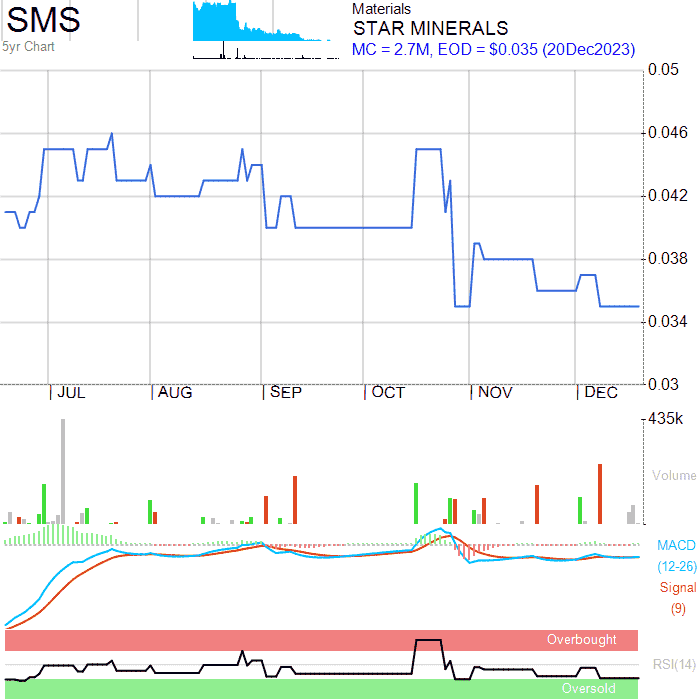 SMS
5yr Chart
Materials
STAR MINERALS
MC = 2.7M, EOD = $0.035 (20Dec2023)
0.05
0.046
0.042
0.038
0.034
0.03
JUL AUG SEP OCT NOV DEC
435k
Volume
MACD
(12-26)
Signal
(9)
Overbought
RSI(14)
Oversold